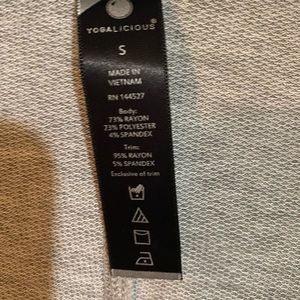 YOGALICIOUS®
S
MADE IN
VIETNAM
RN 144527
Body:
73% RAYON
23% POLYESTER
4% SPANDEX
Trim:
95% RAYON
5% SPANDEX
Exclusive of trim